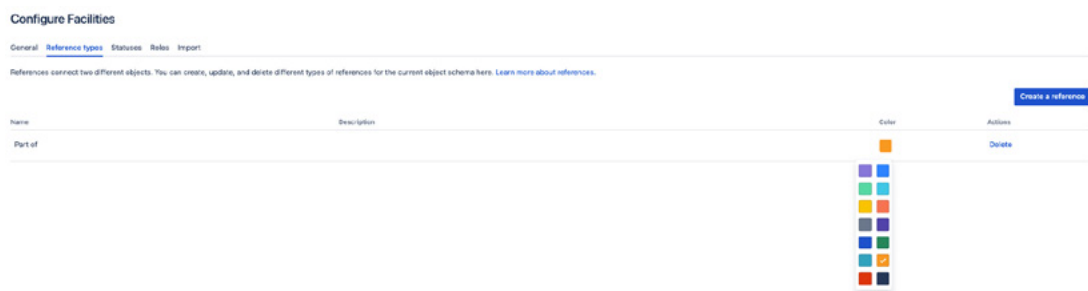 Configure Facilities
General Reference types Statuses Roles Import
References connect two different objects. You can create, update, and delete different types of references for the current object schema here. Learn more about references.
Create a reference
Name Description Color Actions
Part of Delete